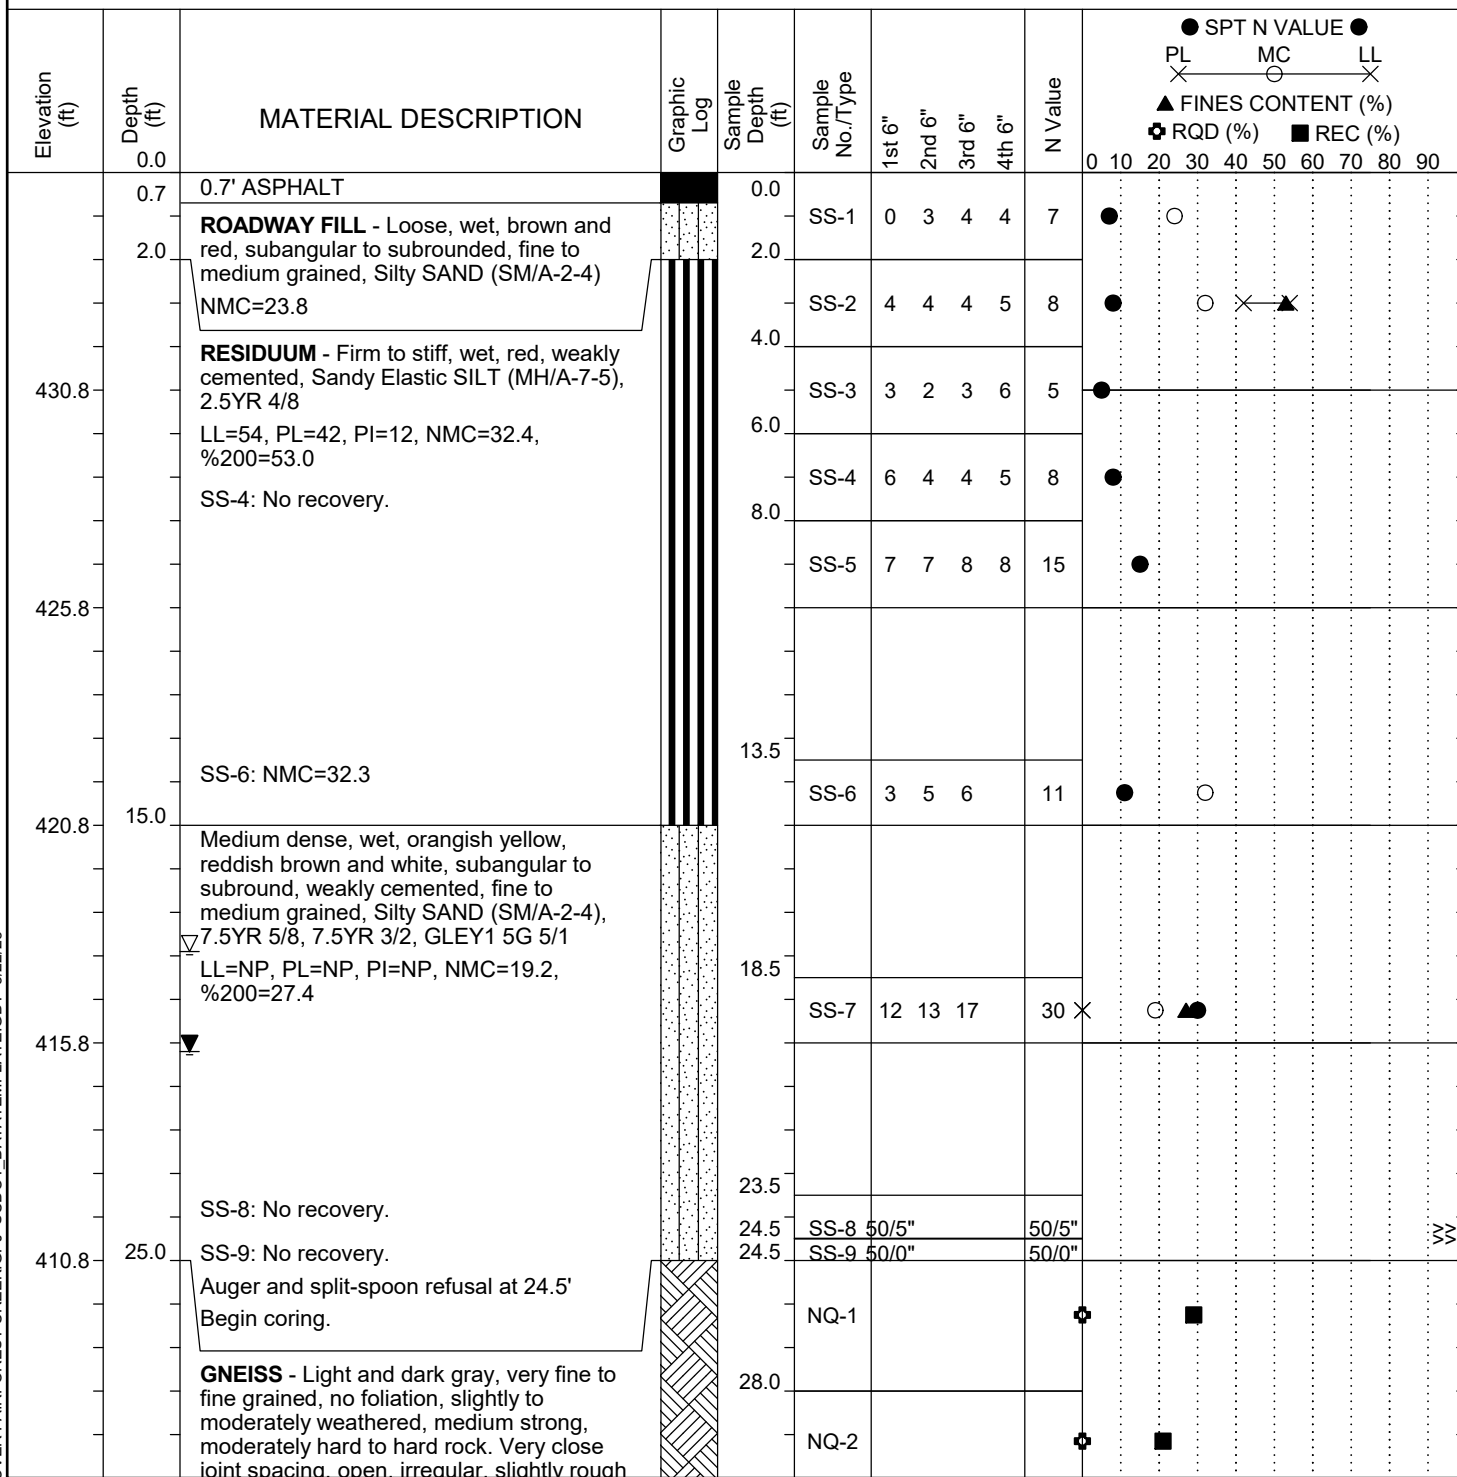 Elevation (ft)
Depth (ft)
0.0
MATERIAL DESCRIPTION
Graphic Log
Sample Depth (ft)
Sample No./Type
1st 6"
2nd 6"
3rd 6"
4th 6"
N Value
SPT N VALUE
PL MC LL
FINES CONTENT (%)
RQD (%) REC (%)
0 10 20 30 40 50 60 70 80 90
0.7 0.7' ASPHALT 0.0
ROADWAY FILL - Loose, wet, brown and
red, subangular to subrounded, fine to
medium grained, Silty SAND (SM/A-2-4)
NMC=23.8
SS-1 0 3 4 4 7
2.0 2.0
SS-2 4 4 4 5 8
4.0
RESIDUUM - Firm to stiff, wet, red, weakly
cemented, Sandy Elastic SILT (MH/A-7-5),
2.5YR 4/8
430.8 SS-3 3 2 3 6 5
LL=54, PL=42, PI=12, NMC=32.4,
%200=53.0
6.0
SS-4: No recovery.
SS-4 6 4 4 5 8
8.0
SS-5 7 7 8 8 15
425.8
13.5
SS-6: NMC=32.3
SS-6 3 5 6 11
420.8 15.0
Medium dense, wet, orangish yellow,
reddish brown and white, subangular to
subround, weakly cemented, fine to
medium grained, Silty SAND (SM/A-2-4),
7.5YR 5/8, 7.5YR 3/2, GLEY1 5G 5/1
LL=NP, PL=NP, PI=NP, NMC=19.2,
%200=27.4
18.5
SS-7 12 13 17 30
415.8
23.5
SS-8: No recovery.
24.5 SS-8 50/5" 50/5" >>
SS-9: No recovery.
24.5 SS-9 50/0" 50/0" >>
410.8 25.0
Auger and split-spoon refusal at 24.5'
Begin coring.
NQ-1
28.0
GNEISS - Light and dark gray, very fine to
fine grained, no foliation, slightly to
moderately weathered, medium strong,
moderately hard to hard rock. Very close
joint spacing, open, irregular, slightly rough
NQ-2